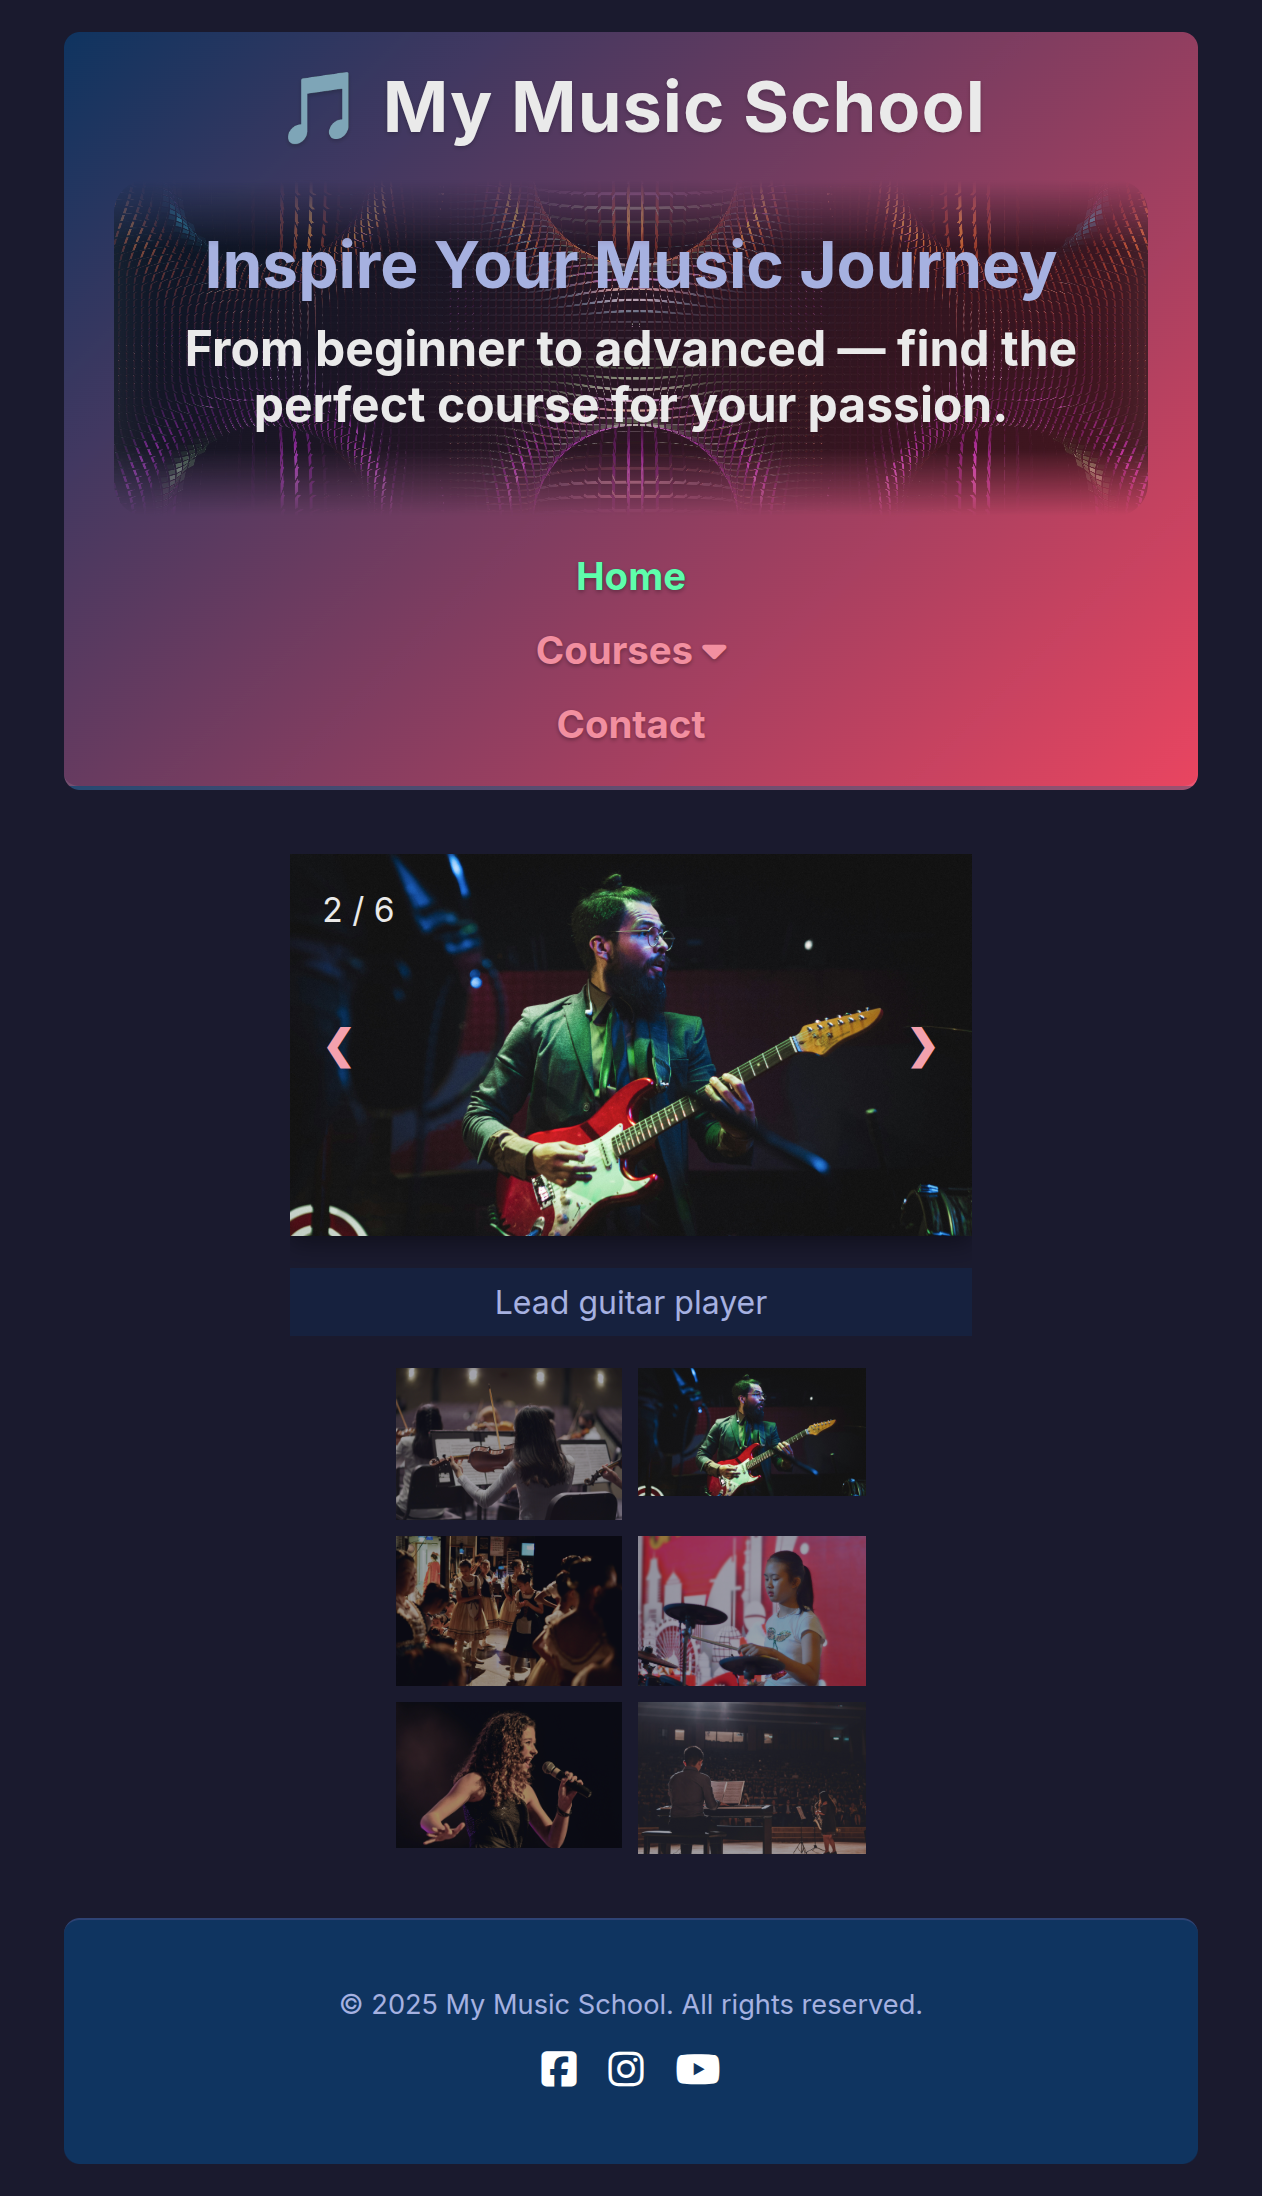 🎵 My Music School
Inspire Your Music Journey
From beginner to advanced — find the
perfect course for your passion.
Home
Courses
Contact
2 / 6
❮
❯
Lead guitar player
© 2025 My Music School. All rights reserved.